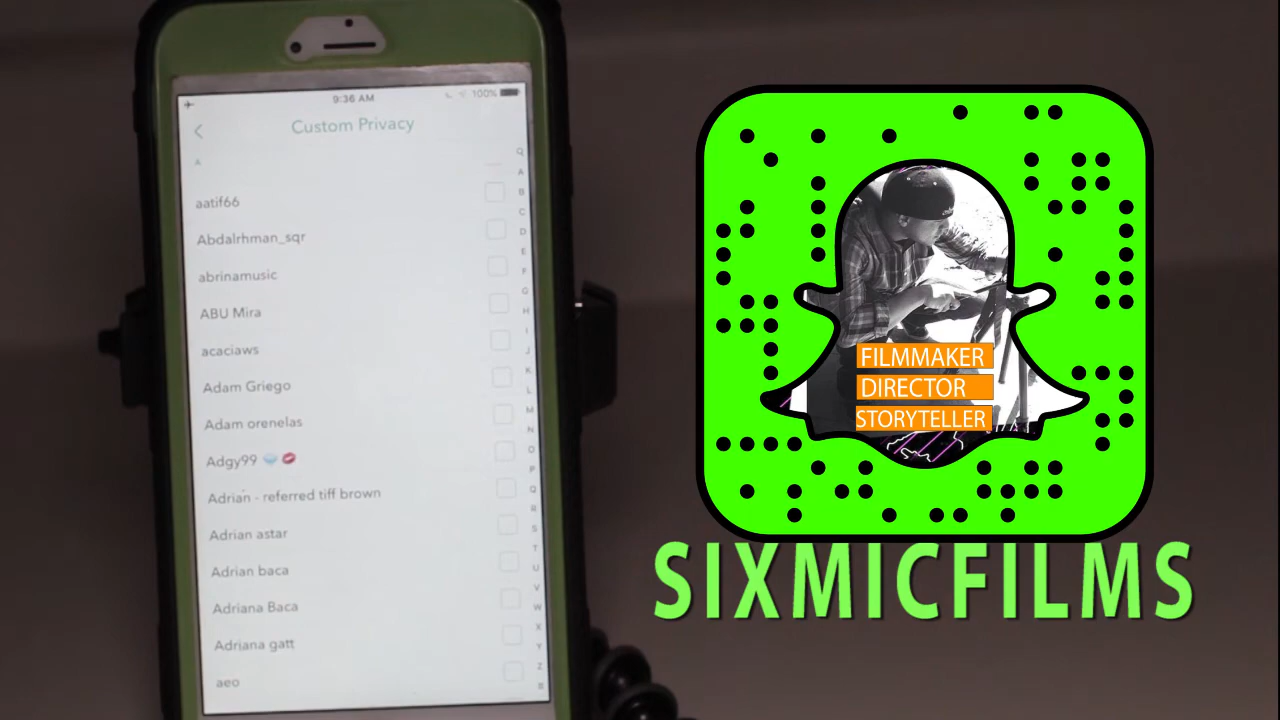 9:36 AM
100%
Custom Privacy
A
aatif66
Abdalrhman_sqr
abrinamusic
ABU Mira
acaciaws
Adam Griego
Adam orenelas
Adgy99
Adrian - referred tiff brown
Adrian astar
Adrian baca
Adriana Baca
Adriana gatt
aeo
A
B
C
D
E
F
G
H
I
J
K
L
M
N
O
P
Q
R
S
T
U
V
W
X
Y
Z
#
FILMMAKER
DIRECTOR
STORYTELLER
SIXMICFILMS